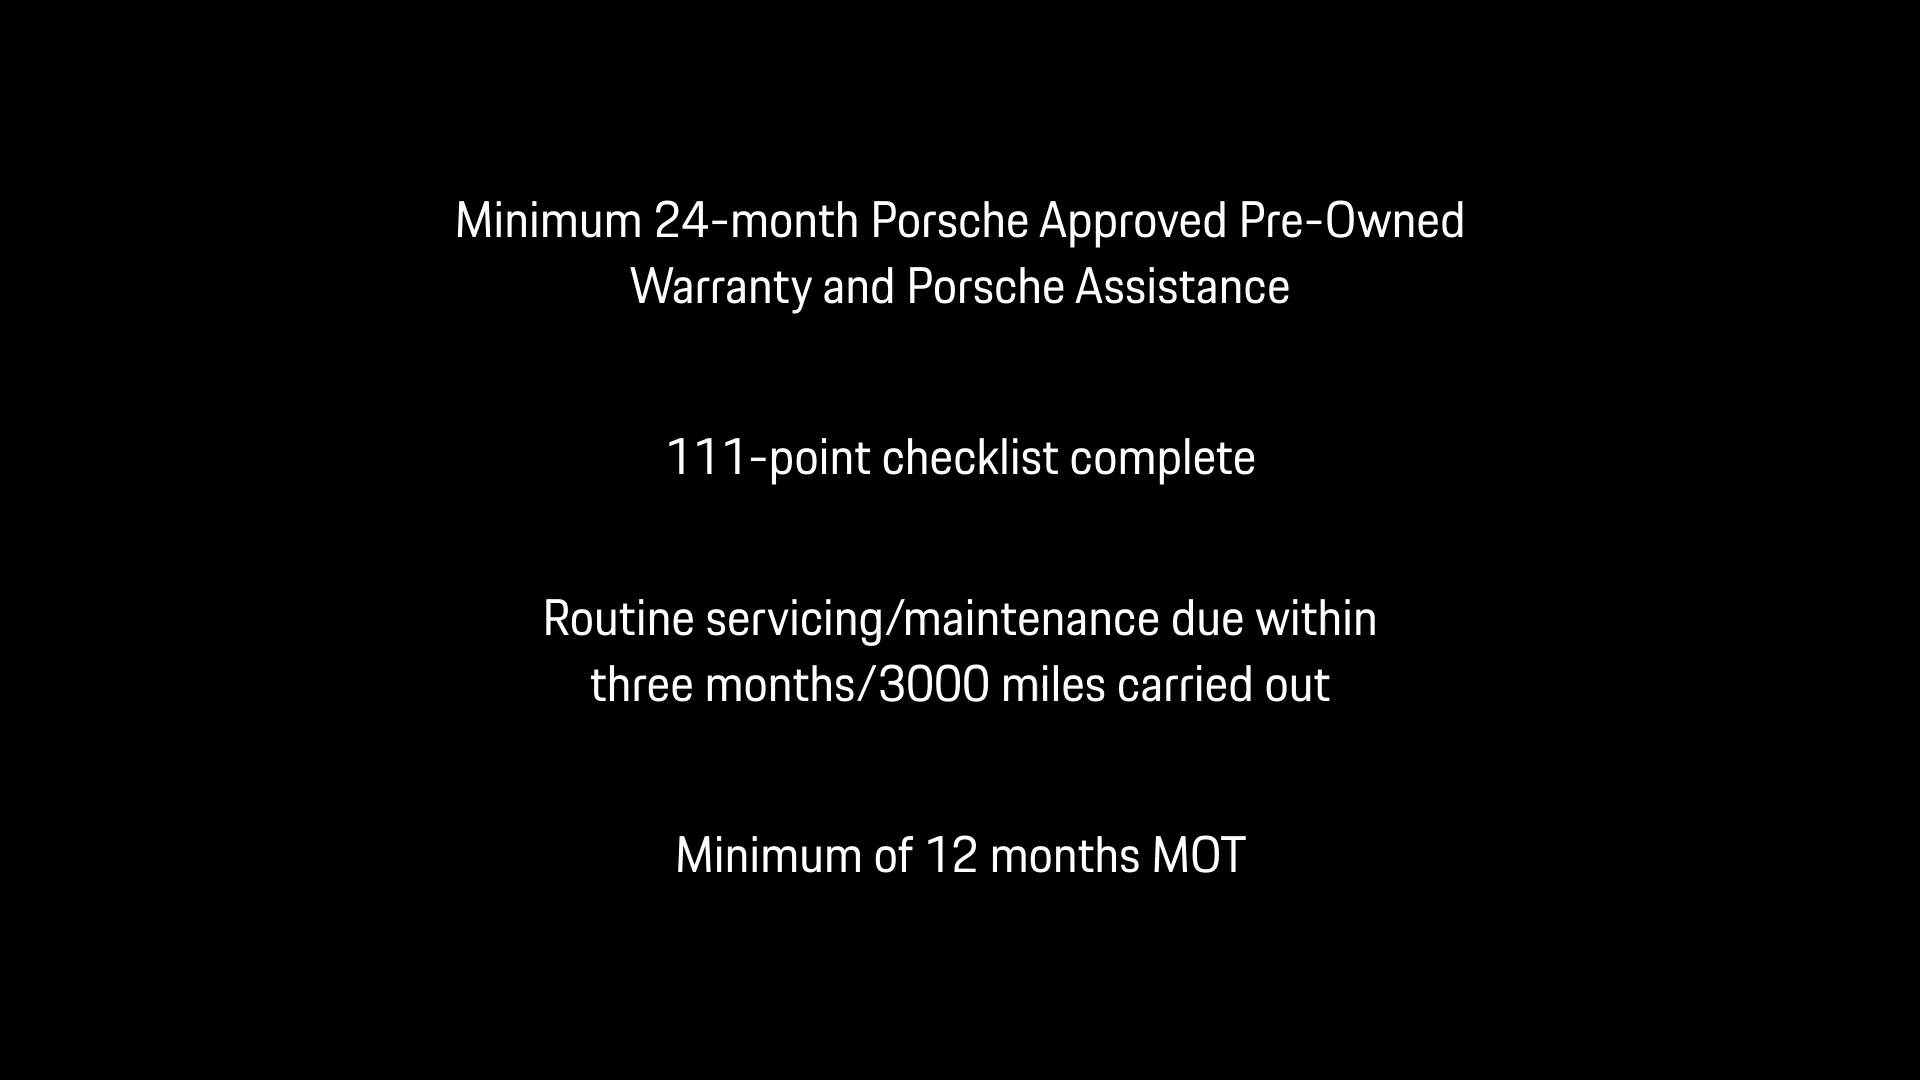 Minimum 24-month Porsche Approved Pre-Owned
Warranty and Porsche Assistance
111-point checklist complete
Routine servicing/maintenance due within
three months/3000 miles carried out
Minimum of 12 months MOT